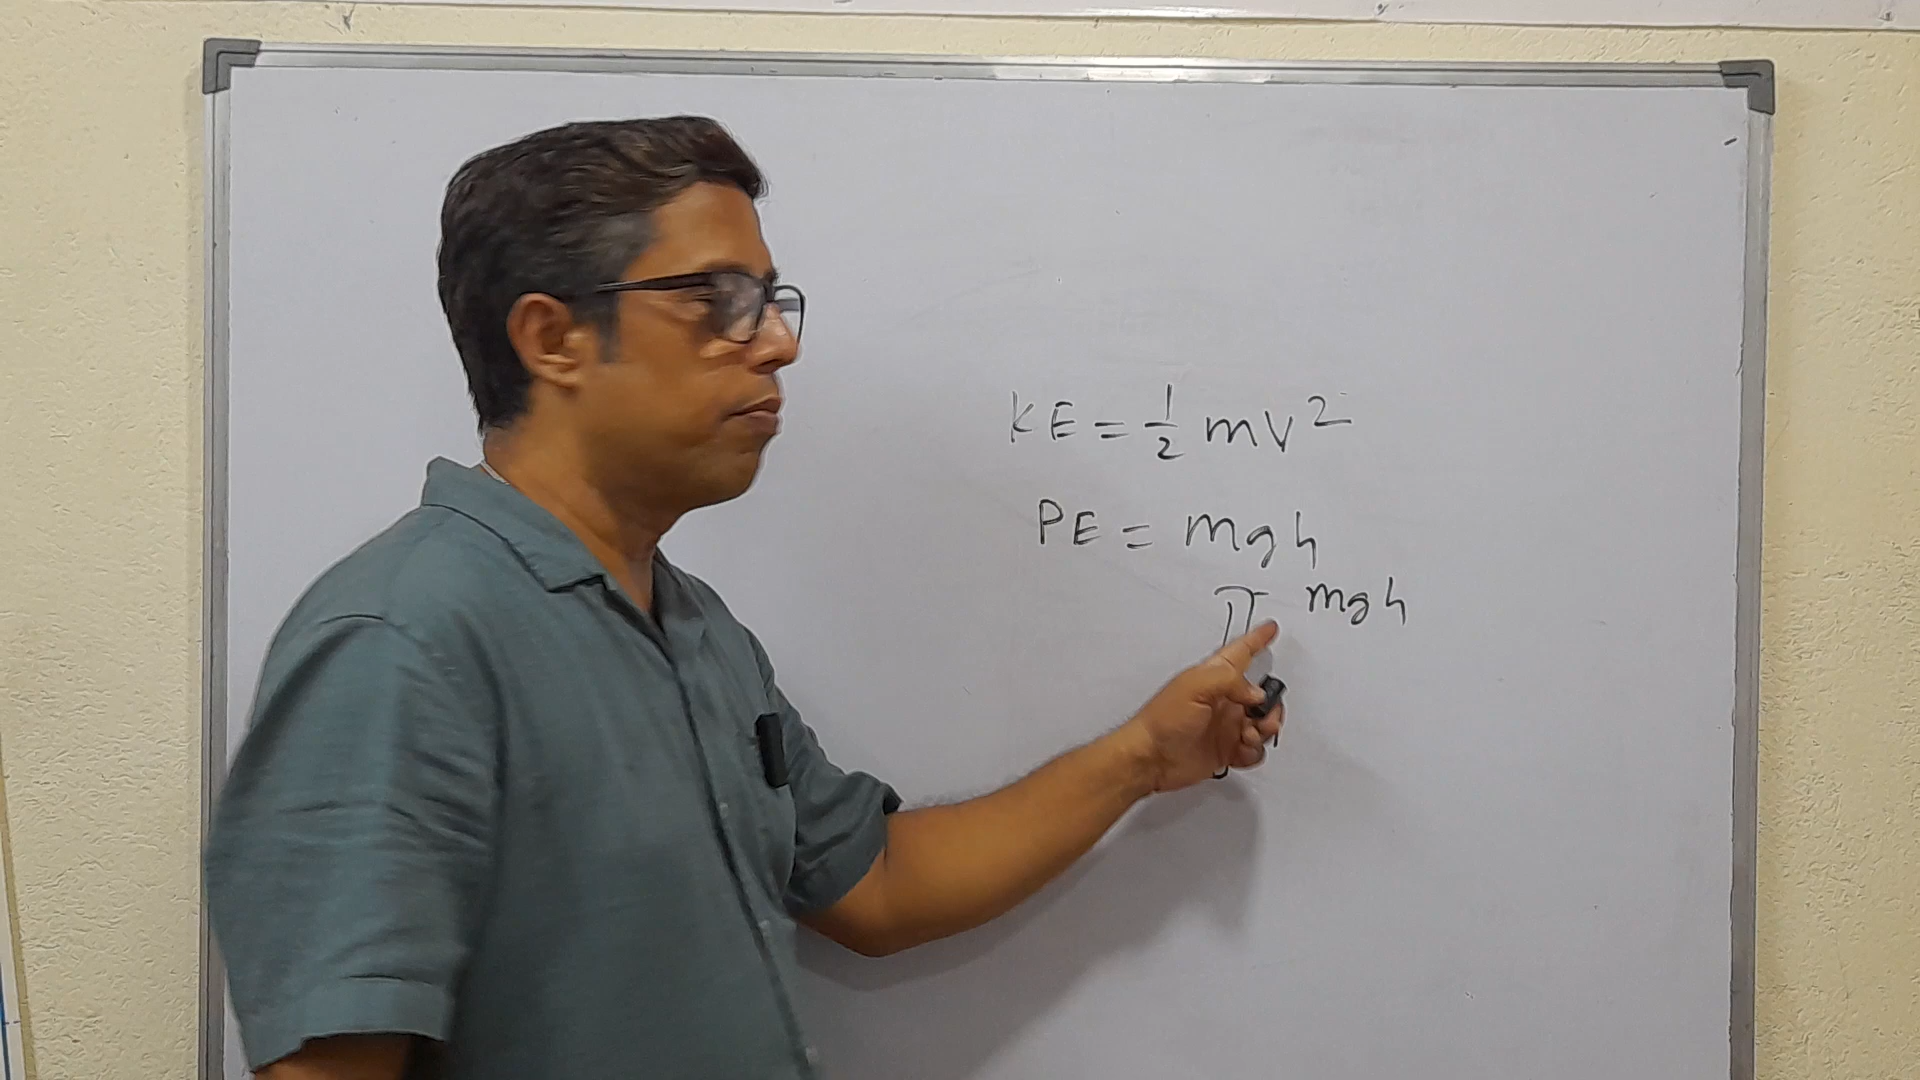 KE = 1/2 mv²
PE = mgh
mgh